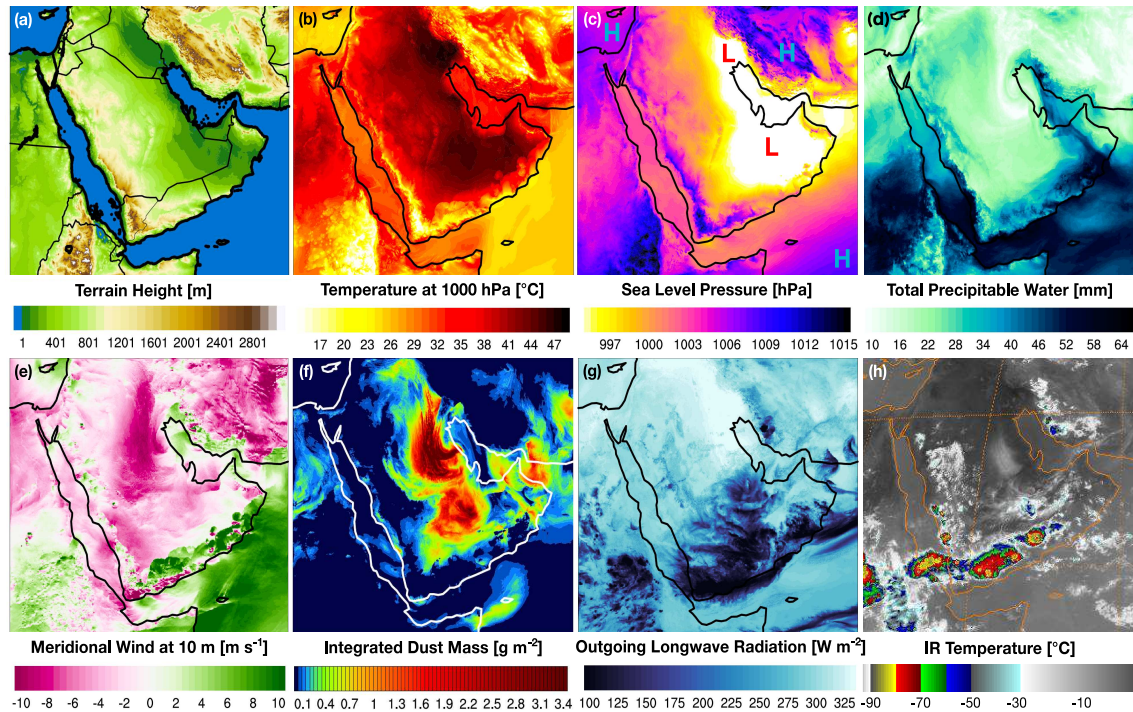 (a)
(b)
(c)
(d)
H
H
L
L
H
Terrain Height [m]
Temperature at 1000 hPa [°C]
Sea Level Pressure [hPa]
Total Precipitable Water [mm]
1 401 801 1201 1601 2001 2401 2801
17 20 23 26 29 32 35 38 41 44 47
997 1000 1003 1006 1009 1012 1015
10 16 22 28 34 40 46 52 58 64
(e)
(f)
(g)
(h)
Meridional Wind at 10 m [m s⁻¹]
Integrated Dust Mass [g m⁻²]
Outgoing Longwave Radiation [W m⁻²]
IR Temperature [°C]
-10 -8 -6 -4 -2 0 2 4 6 8 10
0.1 0.4 0.7 1 1.3 1.6 1.9 2.2 2.5 2.8 3.1 3.4
100 125 150 175 200 225 250 275 300 325
-90 -70 -50 -30 -10